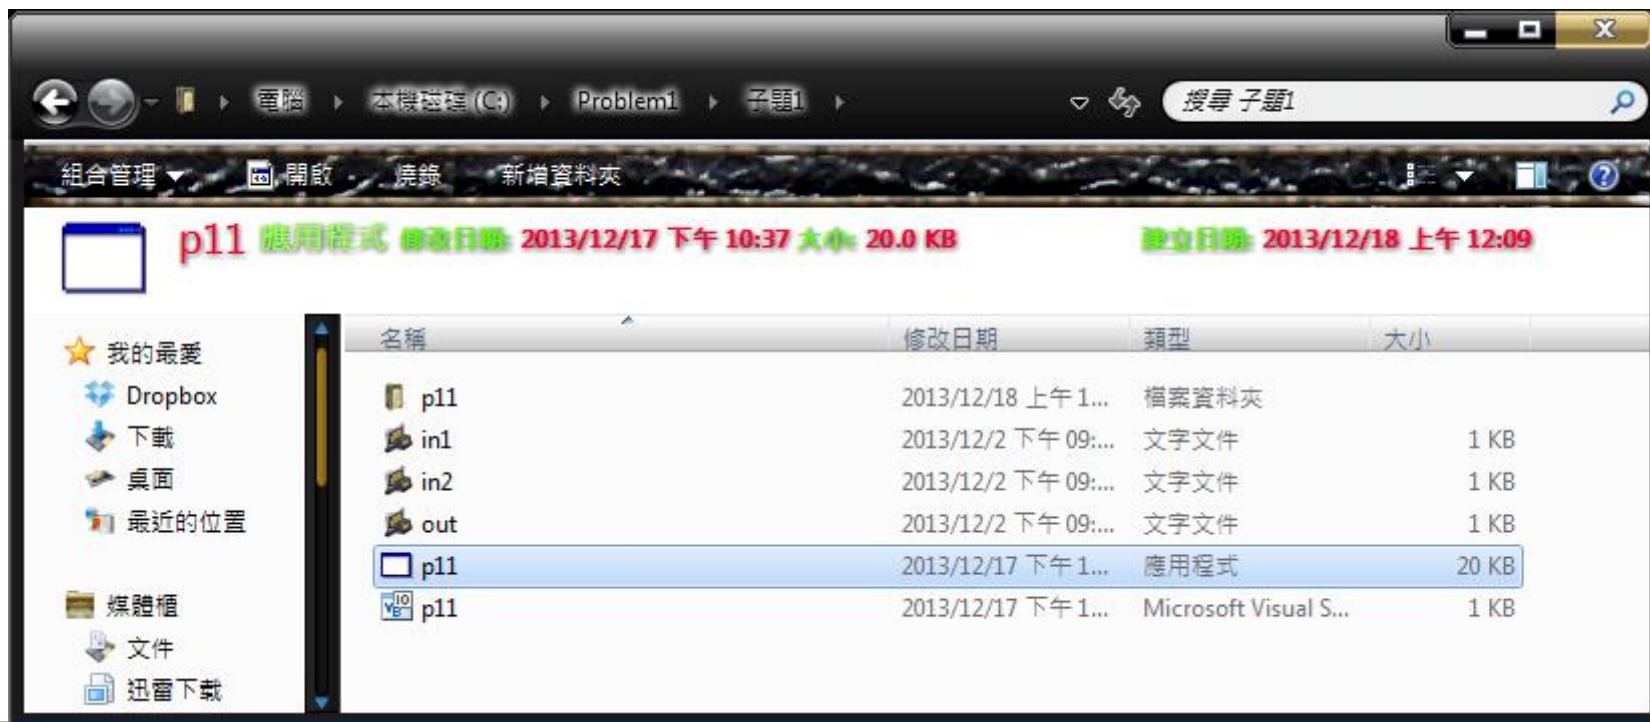 電腦 本機磁碟 (C:) Problem1 子題1 搜尋 子題1
組合管理 開啟 燒錄 新增資料夾
p11 應用程式 修改日期: 2013/12/17 下午 10:37 大小: 20.0 KB 建立日期: 2013/12/18 上午 12:09
名稱 修改日期 類型 大小
我的最愛
Dropbox
下載
桌面
最近的位置
媒體櫃
文件
迅雷下載
p11 2013/12/18 上午 1... 檔案資料夾
in1 2013/12/2 下午 09:... 文字文件 1 KB
in2 2013/12/2 下午 09:... 文字文件 1 KB
out 2013/12/2 下午 09:... 文字文件 1 KB
p11 2013/12/17 下午 1... 應用程式 20 KB
p11 2013/12/17 下午 1... Microsoft Visual S... 1 KB